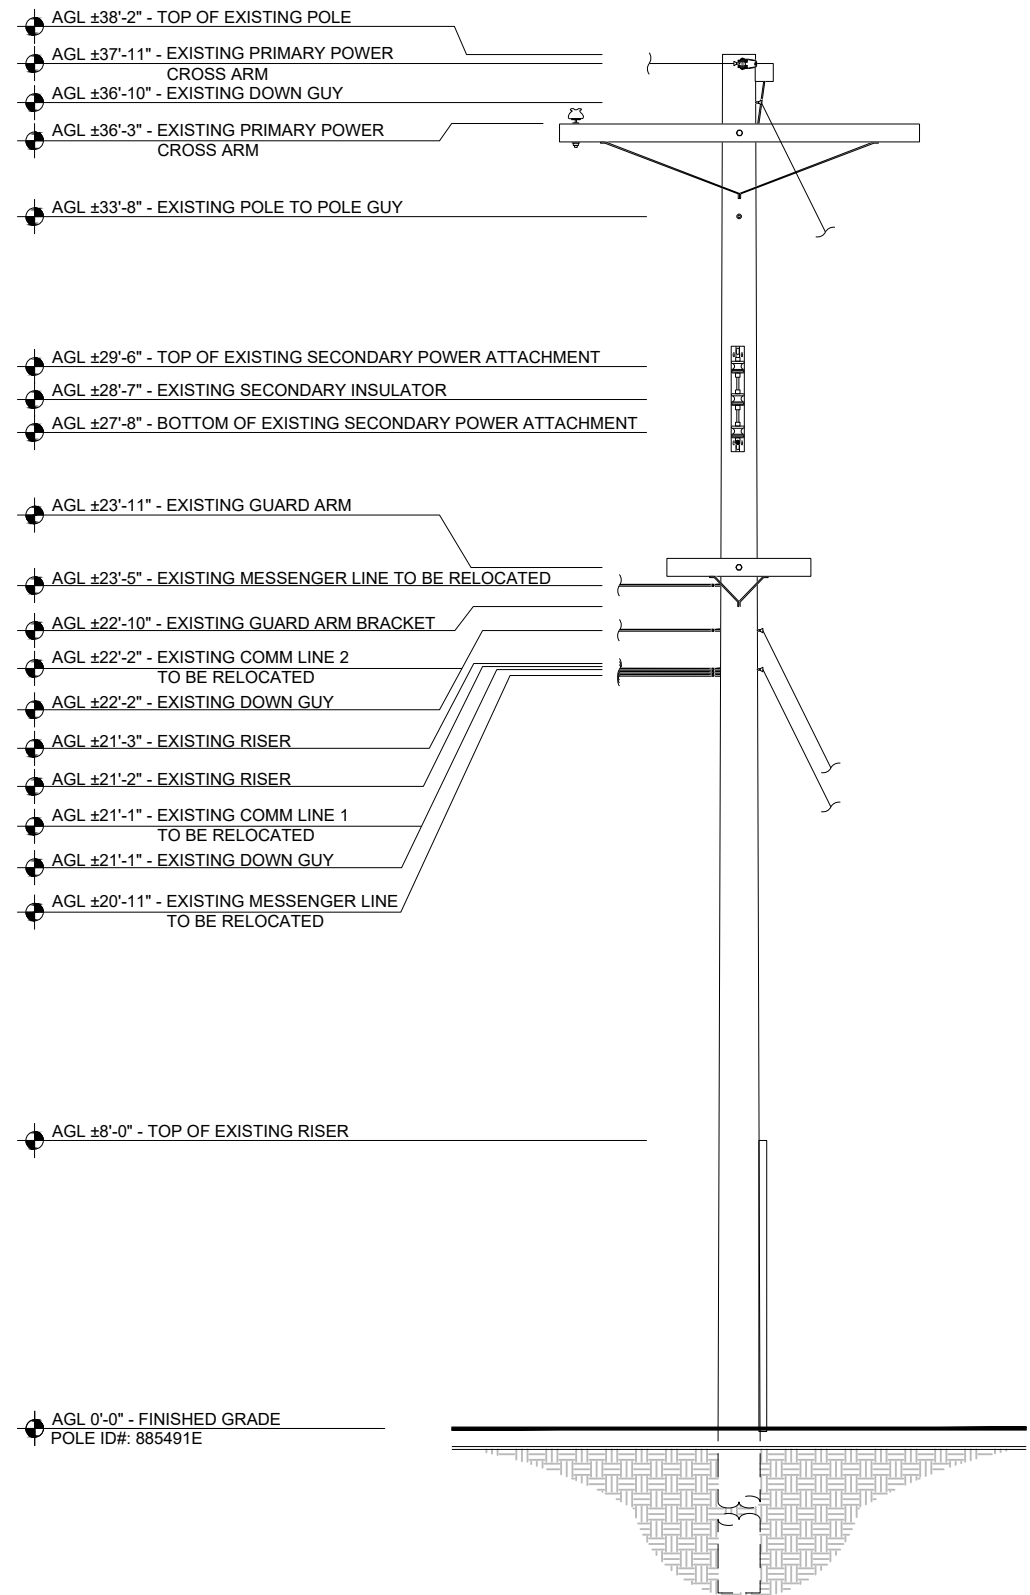 AGL ±38'-2" - TOP OF EXISTING POLE
AGL ±37'-11" - EXISTING PRIMARY POWER
CROSS ARM
AGL ±36'-10" - EXISTING DOWN GUY
AGL ±36'-3" - EXISTING PRIMARY POWER
CROSS ARM
AGL ±33'-8" - EXISTING POLE TO POLE GUY
AGL ±29'-6" - TOP OF EXISTING SECONDARY POWER ATTACHMENT
AGL ±28'-7" - EXISTING SECONDARY INSULATOR
AGL ±27'-8" - BOTTOM OF EXISTING SECONDARY POWER ATTACHMENT
AGL ±23'-11" - EXISTING GUARD ARM
AGL ±23'-5" - EXISTING MESSENGER LINE TO BE RELOCATED
AGL ±22'-10" - EXISTING GUARD ARM BRACKET
AGL ±22'-2" - EXISTING COMM LINE 2
TO BE RELOCATED
AGL ±22'-2" - EXISTING DOWN GUY
AGL ±21'-3" - EXISTING RISER
AGL ±21'-2" - EXISTING RISER
AGL ±21'-1" - EXISTING COMM LINE 1
TO BE RELOCATED
AGL ±21'-1" - EXISTING DOWN GUY
AGL ±20'-11" - EXISTING MESSENGER LINE
TO BE RELOCATED
AGL ±8'-0" - TOP OF EXISTING RISER
AGL 0'-0" - FINISHED GRADE
POLE ID#: 885491E